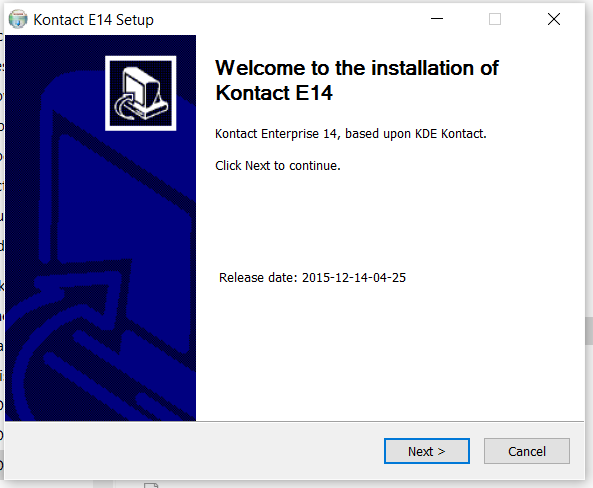 Kontact E14 Setup
Welcome to the installation of
Kontact E14
Kontact Enterprise 14, based upon KDE Kontact.
Click Next to continue.
Release date: 2015-12-14-04-25
Next >
Cancel